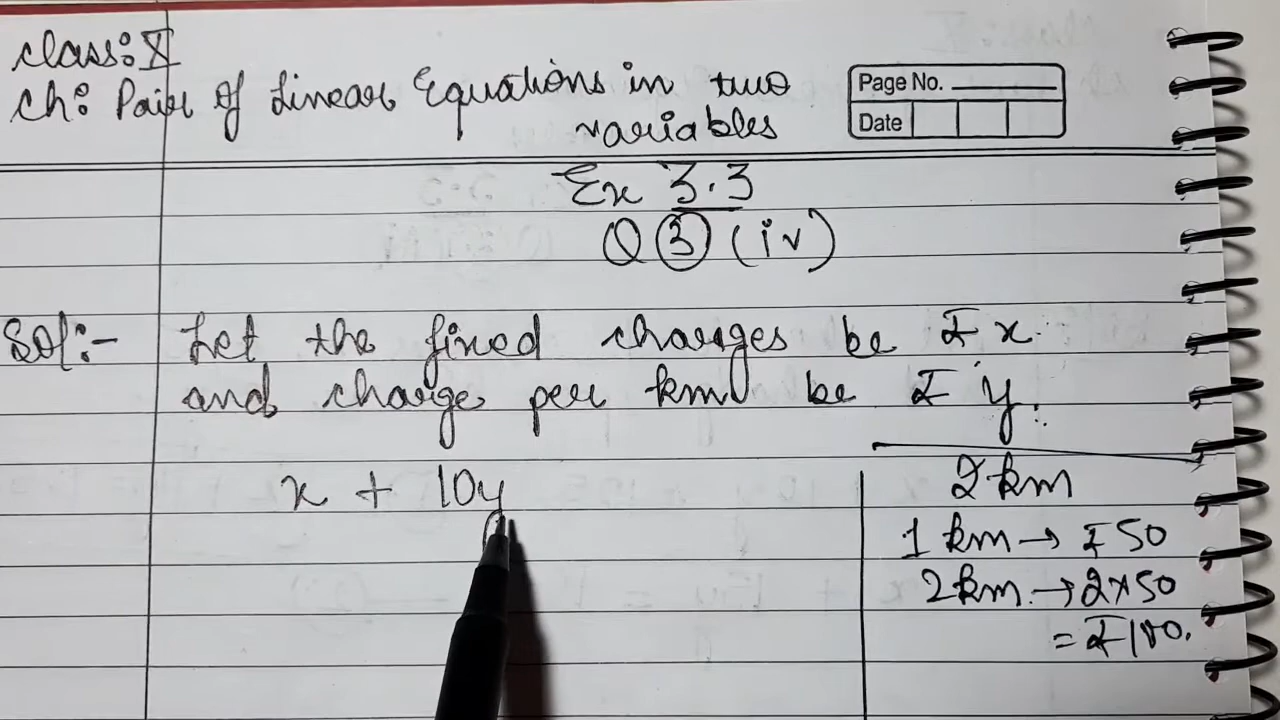 class: X
Ch: Pair of Linear Equations in two
variables
Page No.
Date
Ex 3.3
Q 3 (iv)
Sol:- Let the fixed charges be ₹ x
and charge per km be ₹ y.
x + 10y
2 km
1 km → ₹50
2 km → 2×50
= ₹100.